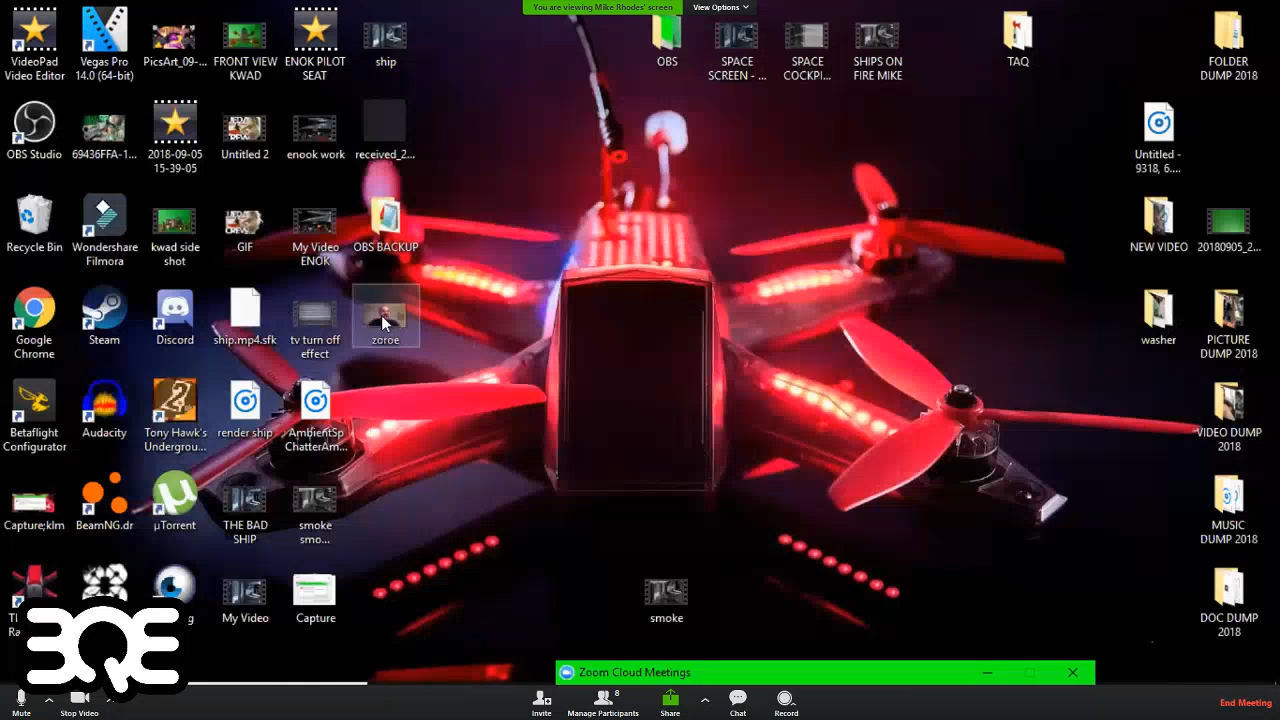 You are viewing Mike Rhodes' screen
View Options
VideoPad
Video Editor
Vegas Pro
14.0 (64-bit)
PicsArt_09-...
FRONT VIEW
KWAD
ENOK PILOT
SEAT
ship
OBS
SPACE
SCREEN - ...
SPACE
COCKPI...
SHIPS ON
FIRE MIKE
TAQ
FOLDER
DUMP 2018
OBS Studio
69436FFA-1...
2018-09-05
15-39-05
Untitled 2
enook work
received_2...
Untitled -
9318, 6....
Recycle Bin
Wondershare
Filmora
kwad side
shot
GIF
My Video
ENOK
OBS BACKUP
NEW VIDEO
20180905_2...
Google
Chrome
Steam
Discord
ship.mp4.sfk
tv turn off
effect
zoroe
washer
PICTURE
DUMP 2018
Betaflight
Configurator
Audacity
Tony Hawk's
Undergrou...
render ship
AmbientSp
ChatterAm...
VIDEO DUMP
2018
Capture;klm
BeamNG.dr
µTorrent
THE BAD
SHIP
smoke
smo...
MUSIC
DUMP 2018
My Video
Capture
smoke
DOC DUMP
2018
Zoom Cloud Meetings
Mute
Stop Video
Invite
8
Manage Participants
Share
Chat
Record
End Meeting